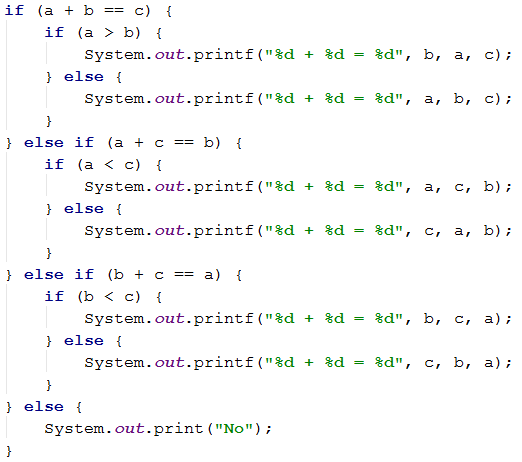 if (a + b == c) {
    if (a > b) {
        System.out.printf("%d + %d = %d", b, a, c);
    } else {
        System.out.printf("%d + %d = %d", a, b, c);
    }
} else if (a + c == b) {
    if (a < c) {
        System.out.printf("%d + %d = %d", a, c, b);
    } else {
        System.out.printf("%d + %d = %d", c, a, b);
    }
} else if (b + c == a) {
    if (b < c) {
        System.out.printf("%d + %d = %d", b, c, a);
    } else {
        System.out.printf("%d + %d = %d", c, b, a);
    }
} else {
    System.out.print("No");
}